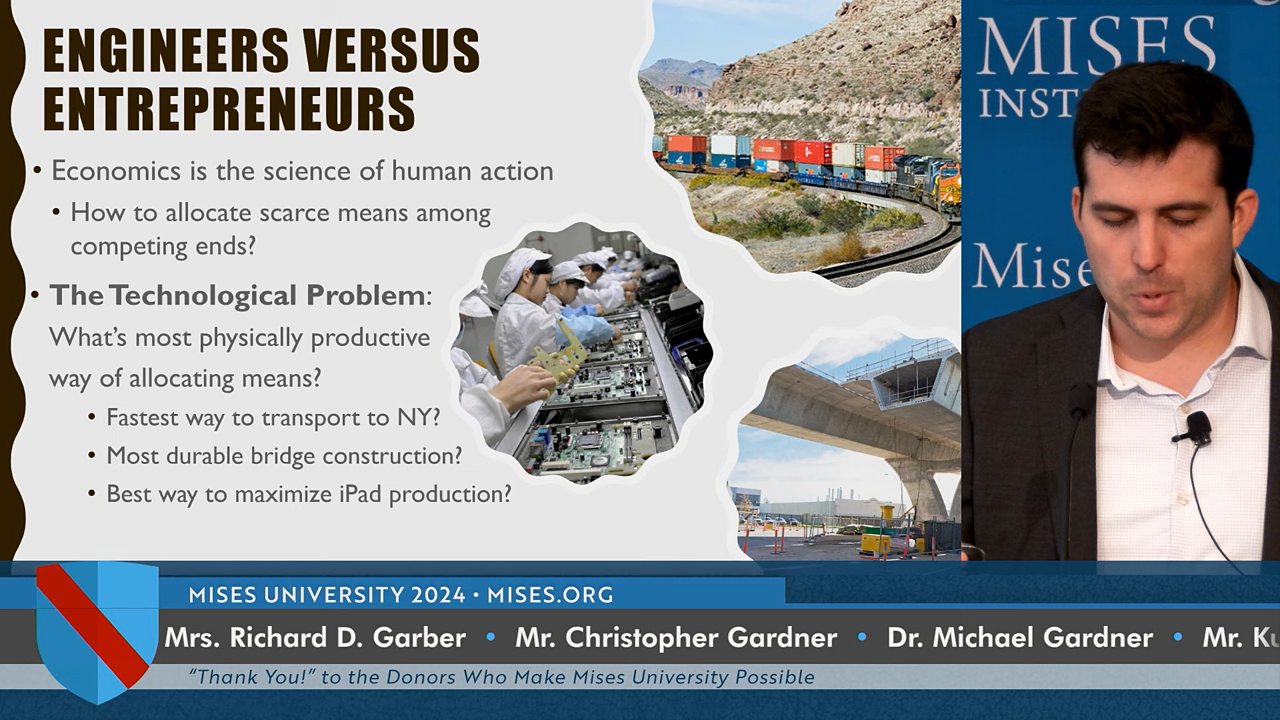 ENGINEERS VERSUS
ENTREPRENEURS
• Economics is the science of human action
• How to allocate scarce means among
competing ends?
• The Technological Problem:
What's most physically productive
way of allocating means?
• Fastest way to transport to NY?
• Most durable bridge construction?
• Best way to maximize iPad production?
MISES
INST
Mise
MISES UNIVERSITY 2024 • MISES.ORG
Mrs. Richard D. Garber • Mr. Christopher Gardner • Dr. Michael Gardner • Mr. Ku
"Thank You!" to the Donors Who Make Mises University Possible